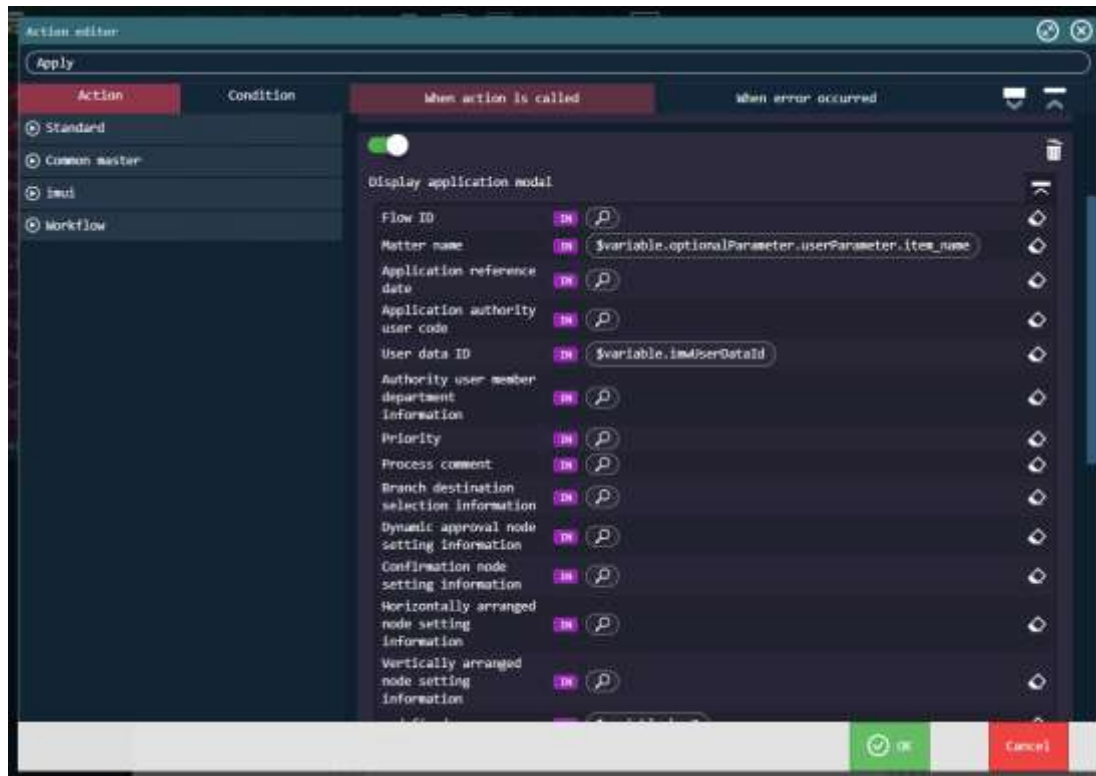 Action editor
Apply
Action
Condition
When action is called
When error occurred
Standard
Common master
imui
Workflow
Display application modal
Flow ID
IN
Matter name
IN
$variable.optionalParameter.userParameter.item_name
Application reference
date
IN
Application authority
user code
IN
User data ID
IN
$variable.imwUserDataId
Authority user member
department
information
IN
Priority
IN
Process comment
IN
Branch destination
selection information
IN
Dynamic approval node
setting information
IN
Confirmation node
setting information
IN
Horizontally arranged
node setting
information
IN
Vertically arranged
node setting
information
IN
OK
Cancel